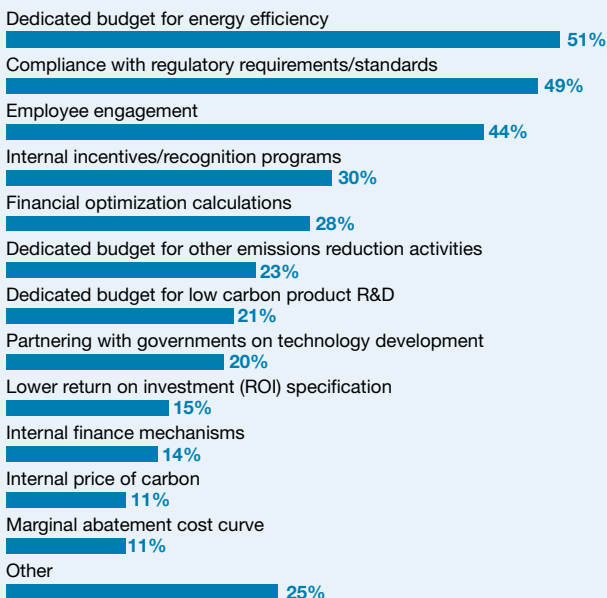 Dedicated budget for energy efficiency
51%
Compliance with regulatory requirements/standards
49%
Employee engagement
44%
Internal incentives/recognition programs
30%
Financial optimization calculations
28%
Dedicated budget for other emissions reduction activities
23%
Dedicated budget for low carbon product R&D
21%
Partnering with governments on technology development
20%
Lower return on investment (ROI) specification
15%
Internal finance mechanisms
14%
Internal price of carbon
11%
Marginal abatement cost curve
11%
Other
25%